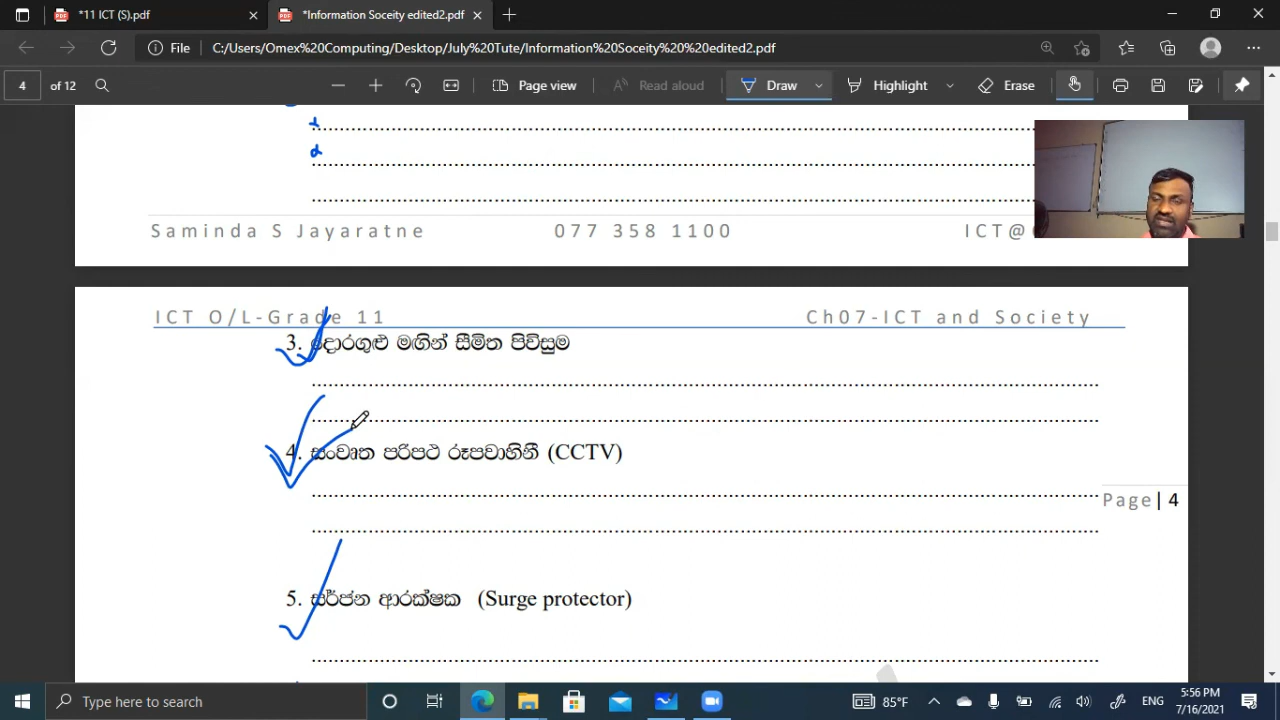 *11 ICT (S).pdf
*Information Soceity edited2.pdf
File C:/Users/Omex%20Computing/Desktop/July%20Tute/Information%20Soceity%20%20edited2.pdf
4 of 12 Page view Read aloud Draw Highlight Erase
Saminda S Jayaratne 077 358 1100 ICT@
ICT O/L-Grade 11 Ch07-ICT and Society
3. දොරගුළු මඟින් සීමිත පිවිසුම
4. සංවෘත පරිපථ රූපවාහිනී (CCTV)
Page| 4
5. සර්ජන ආරක්ෂක (Surge protector)
Type here to search
85°F ENG 5:56 PM
7/16/2021